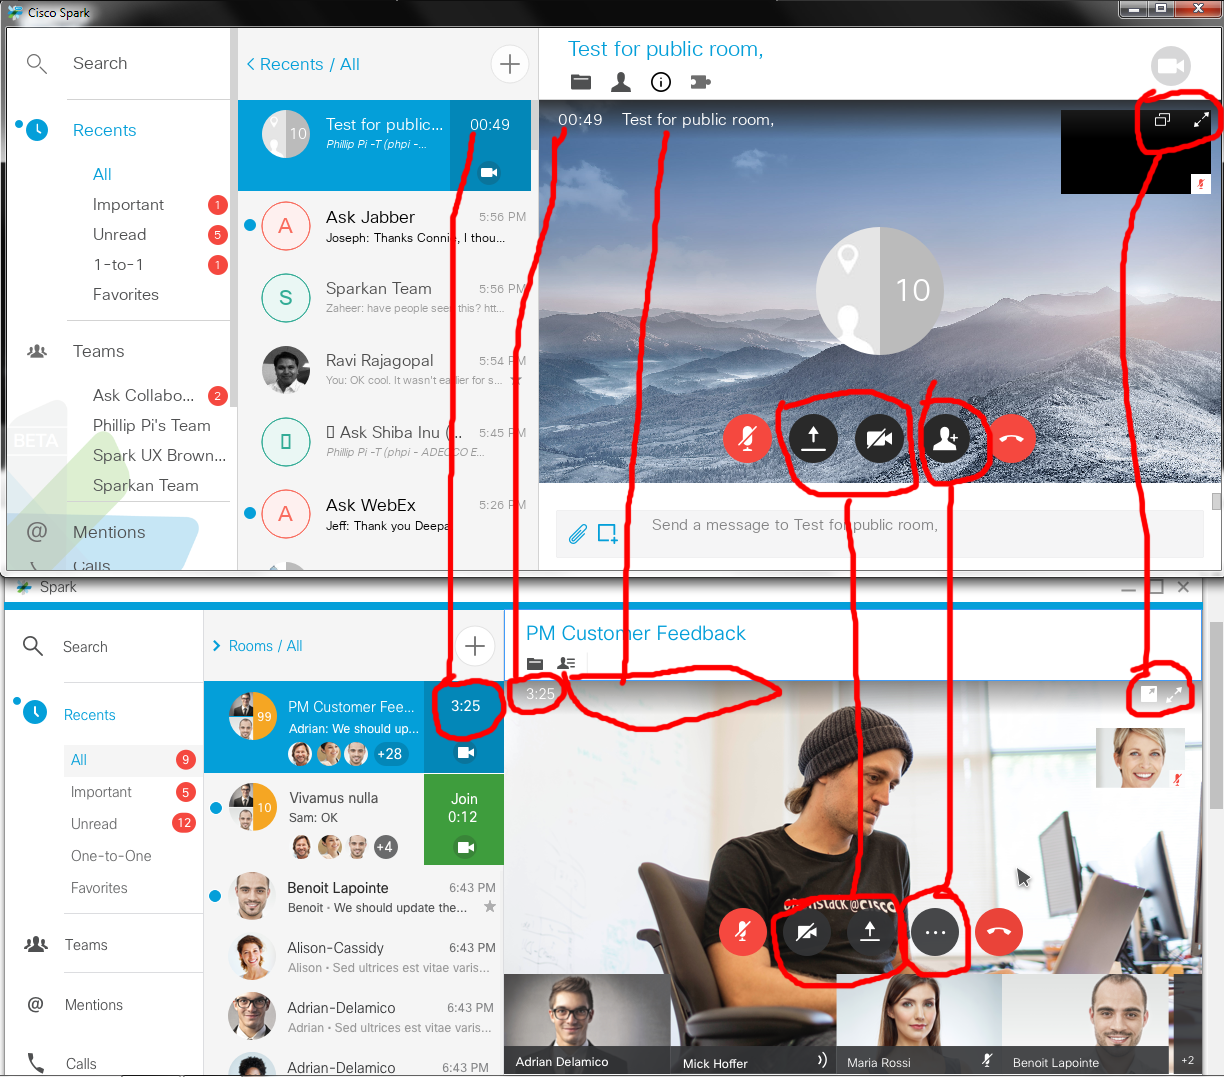 Cisco Spark
Search
Recents
All
Important 1
Unread 5
1-to-1 1
Favorites
Teams
Ask Collabo... 2
Phillip Pi's Team
BETA
Spark UX Brown...
Sparkan Team
Mentions
Calls
Recents / All
10 Test for public... 00:49
Phillip Pi -T (phpi -...
A Ask Jabber 5:56 PM
Joseph: Thanks Connie, I thou...
S Sparkan Team 5:56 PM
Zaheer: have people seen this? htt...
Ravi Rajagopal 5:54 PM
You: OK cool. It wasn't earlier for s...
Ask Shiba Inu (... 5:45 PM
Phillip Pi -T (phpi - ADECCO E...
A Ask WebEx 5:26 PM
Jeff: Thank you Deepa
Test for public room,
00:49 Test for public room,
10
Send a message to Test for public room,
Spark
Search
Recents
All 9
Important 5
Unread 12
One-to-One
Favorites
Teams
@ Mentions
Calls
Rooms / All
99 PM Customer Fee... 3:25
Adrian: We should up...
+28
10 Vivamus nulla Join
Sam: OK 0:12
+4
Benoit Lapointe 6:43 PM
Benoit • We should update the...
Alison-Cassidy 6:43 PM
Alison • Sed ultrices est vitae varis...
Adrian-Delamico 6:43 PM
Adrian • Sed ultrices est vitae varis...
Adrian-Delamico 6:43 PM
PM Customer Feedback
3:25
openstack@cisco
Adrian Delamico
Mick Hoffer
Maria Rossi
Benoit Lapointe
+2